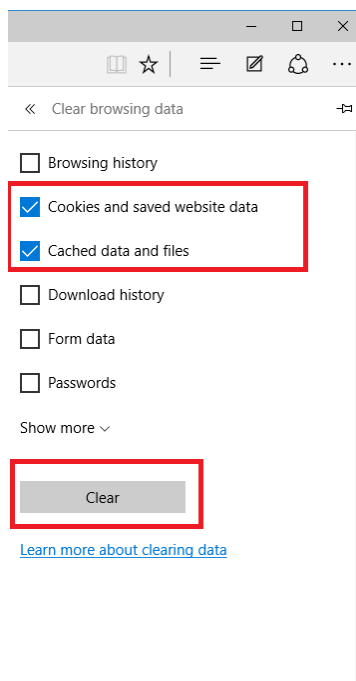 Clear browsing data
Browsing history
Cookies and saved website data
Cached data and files
Download history
Form data
Passwords
Show more
Clear
Learn more about clearing data